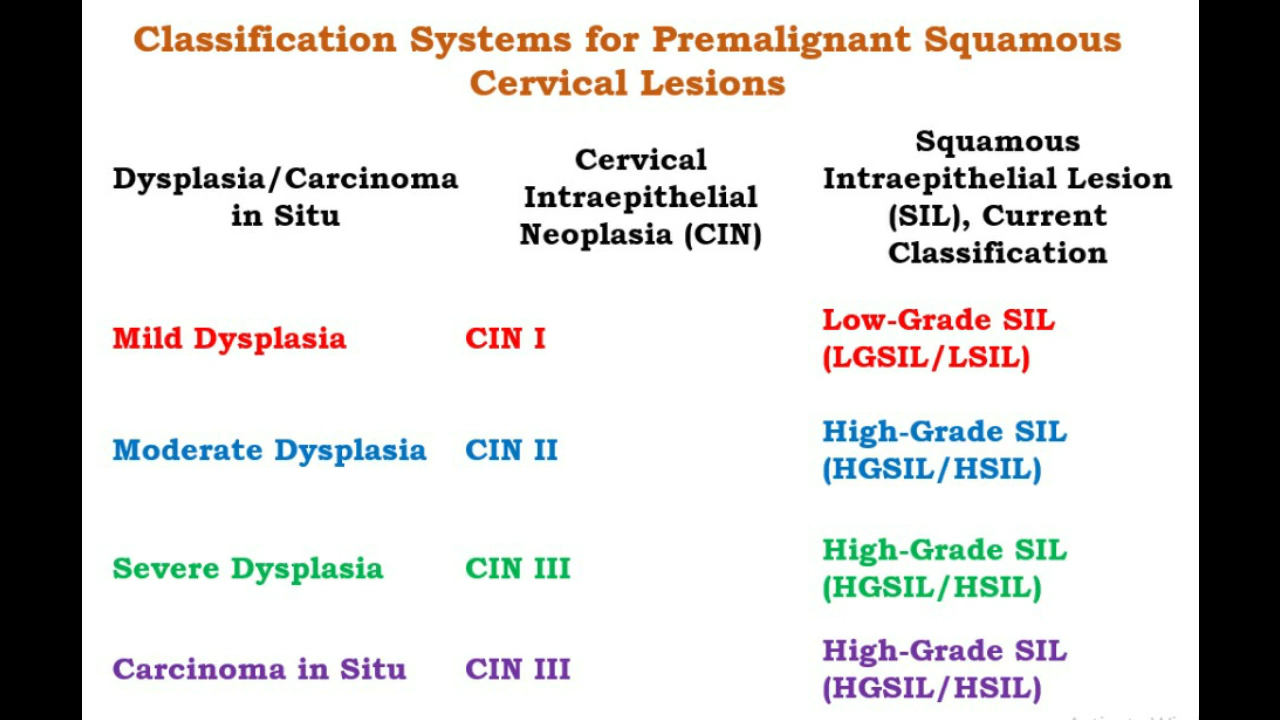 Classification Systems for Premalignant Squamous
Cervical Lesions
Dysplasia/Carcinoma
in Situ
Cervical
Intraepithelial
Neoplasia (CIN)
Squamous
Intraepithelial Lesion
(SIL), Current
Classification
Mild Dysplasia
CIN I
Low-Grade SIL
(LGSIL/LSIL)
Moderate Dysplasia
CIN II
High-Grade SIL
(HGSIL/HSIL)
Severe Dysplasia
CIN III
High-Grade SIL
(HGSIL/HSIL)
Carcinoma in Situ
CIN III
High-Grade SIL
(HGSIL/HSIL)